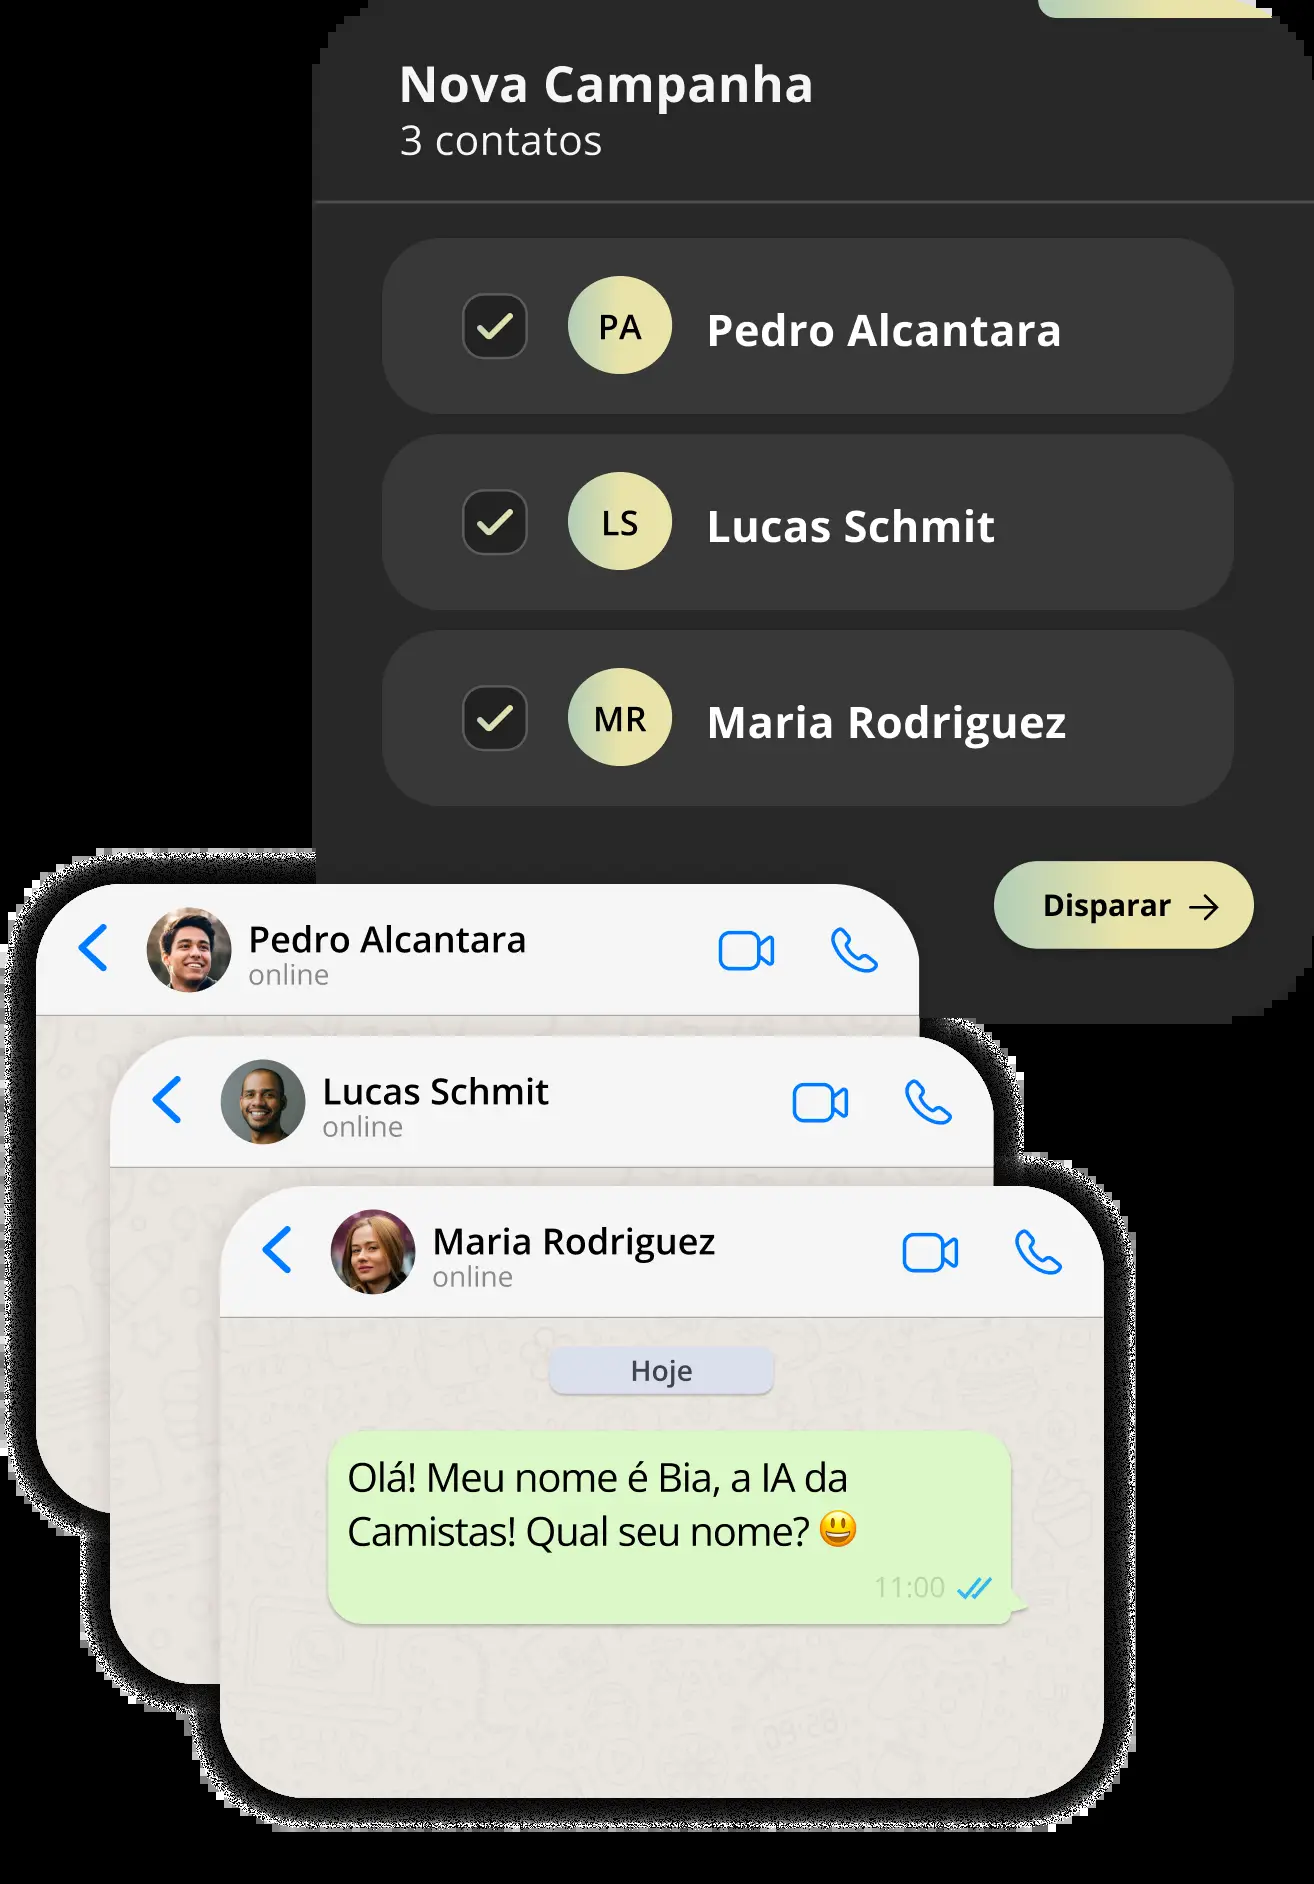 Nova Campanha
3 contatos
PA Pedro Alcantara
LS Lucas Schmit
MR Maria Rodriguez
Disparar
Pedro Alcantara
online
Lucas Schmit
online
Maria Rodriguez
online
Hoje
Olá! Meu nome é Bia, a IA da
Camistas! Qual seu nome? 😃
11:00